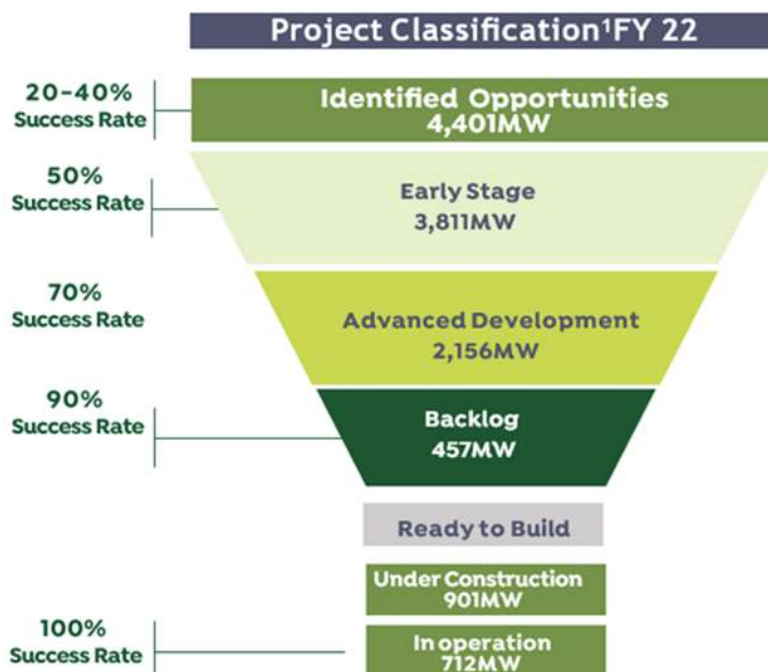 Project Classification¹FY 22
20-40%
Success Rate
Identified Opportunities
4,401MW
50%
Success Rate
Early Stage
3,811MW
70%
Success Rate
Advanced Development
2,156MW
90%
Success Rate
Backlog
457MW
Ready to Build
Under Construction
901MW
100%
Success Rate
In operation
712MW